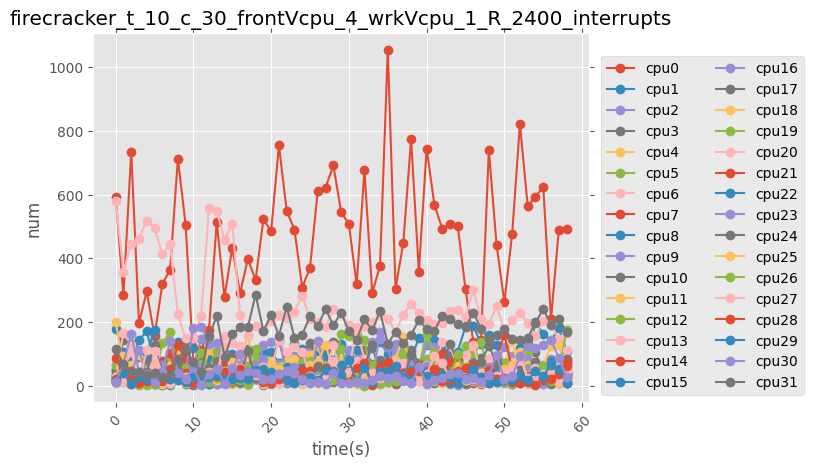 firecracker_t_10_c_30_frontVcpu_4_wrkVcpu_1_R_2400_interrupts
1000
800
600
400
200
0
num
0
10
20
30
40
50
60
time(s)
cpu0
cpu1
cpu2
cpu3
cpu4
cpu5
cpu6
cpu7
cpu8
cpu9
cpu10
cpu11
cpu12
cpu13
cpu14
cpu15
cpu16
cpu17
cpu18
cpu19
cpu20
cpu21
cpu22
cpu23
cpu24
cpu25
cpu26
cpu27
cpu28
cpu29
cpu30
cpu31